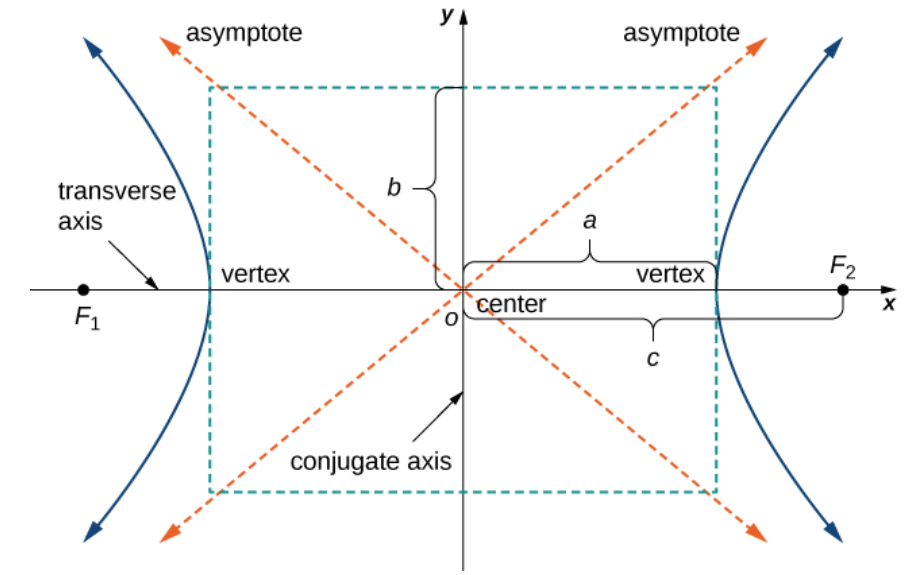 y
asymptote
asymptote
b
transverse
axis
a
vertex
vertex
F2
F1
o
center
x
c
conjugate axis